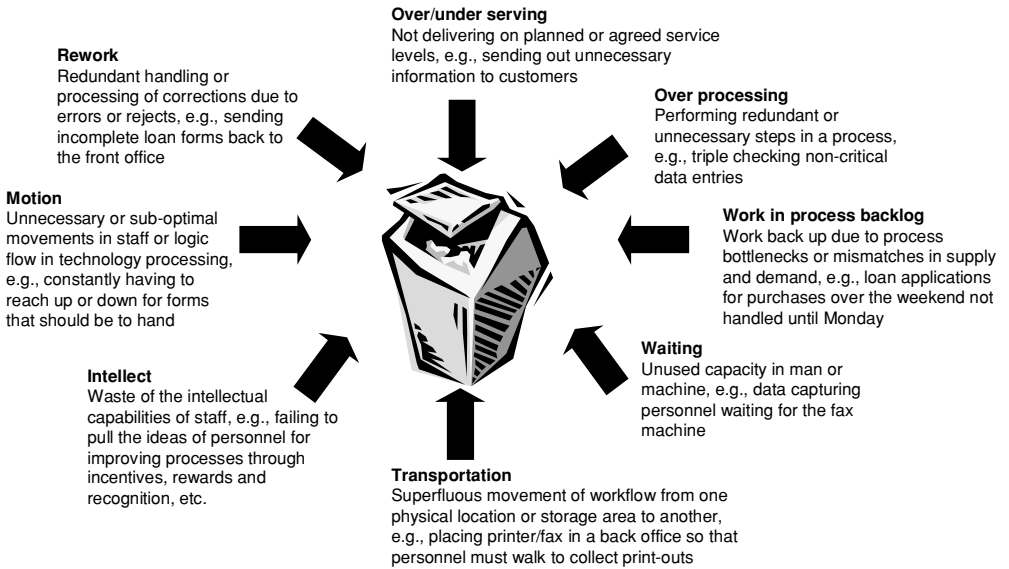 Over/under serving
Not delivering on planned or agreed service
levels, e.g., sending out unnecessary
information to customers
Rework
Redundant handling or
processing of corrections due to
errors or rejects, e.g., sending
incomplete loan forms back to
the front office
Over processing
Performing redundant or
unnecessary steps in a process,
e.g., triple checking non-critical
data entries
Motion
Unnecessary or sub-optimal
movements in staff or logic
flow in technology processing,
e.g., constantly having to
reach up or down for forms
that should be to hand
Work in process backlog
Work back up due to process
bottlenecks or mismatches in supply
and demand, e.g., loan applications
for purchases over the weekend not
handled until Monday
Intellect
Waste of the intellectual
capabilities of staff, e.g., failing to
pull the ideas of personnel for
improving processes through
incentives, rewards and
recognition, etc.
Waiting
Unused capacity in man or
machine, e.g., data capturing
personnel waiting for the fax
machine
Transportation
Superfluous movement of workflow from one
physical location or storage area to another,
e.g., placing printer/fax in a back office so that
personnel must walk to collect print-outs